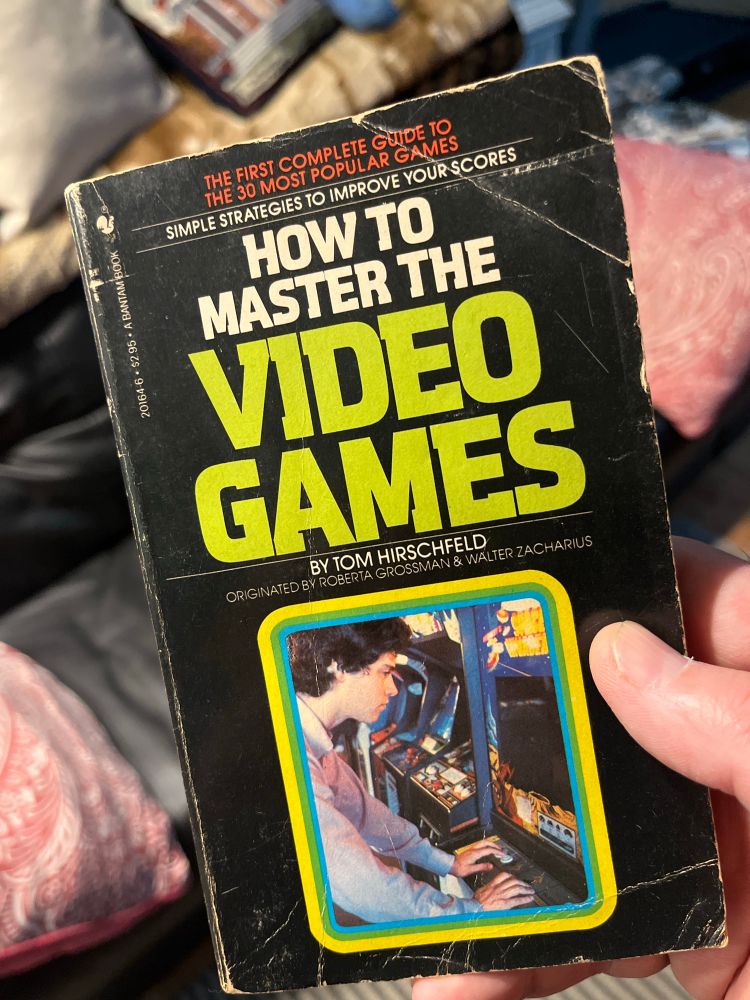 THE FIRST COMPLETE GUIDE TO
THE 30 MOST POPULAR GAMES
SIMPLE STRATEGIES TO IMPROVE YOUR SCORES
HOW TO
MASTER THE
VIDEO
GAMES
BY TOM HIRSCHFELD
ORIGINATED BY ROBERTA GROSSMAN & WALTER ZACHARIUS
20164-6 • $2.95 • A BANTAM BOOK